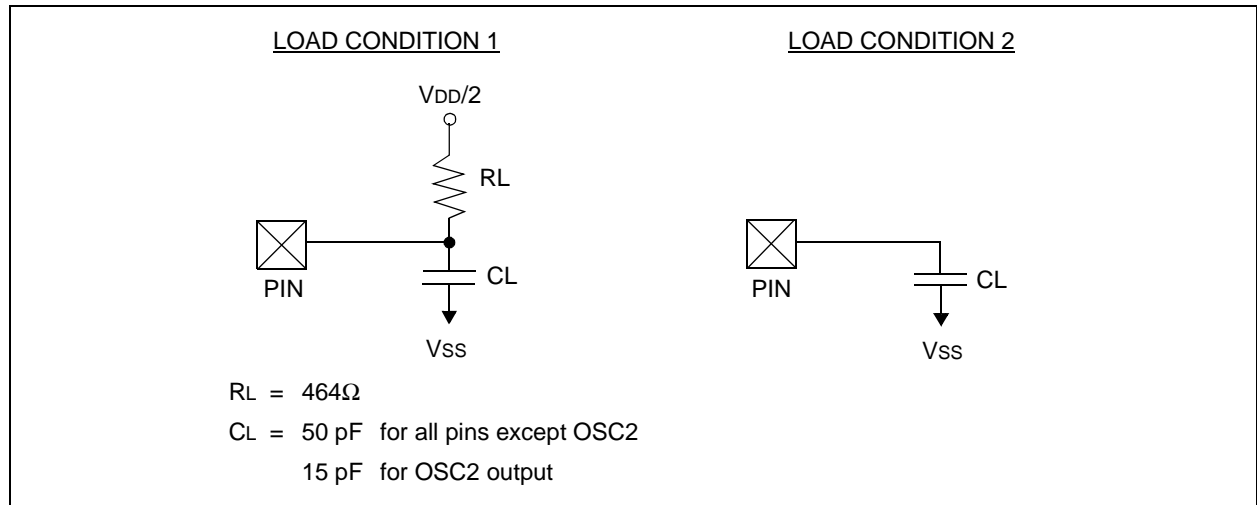 LOAD CONDITION 1
VDD/2
RL
CL
PIN
VSS
LOAD CONDITION 2
PIN
CL
VSS
RL = 464Ω
CL = 50 pF for all pins except OSC2
15 pF for OSC2 output